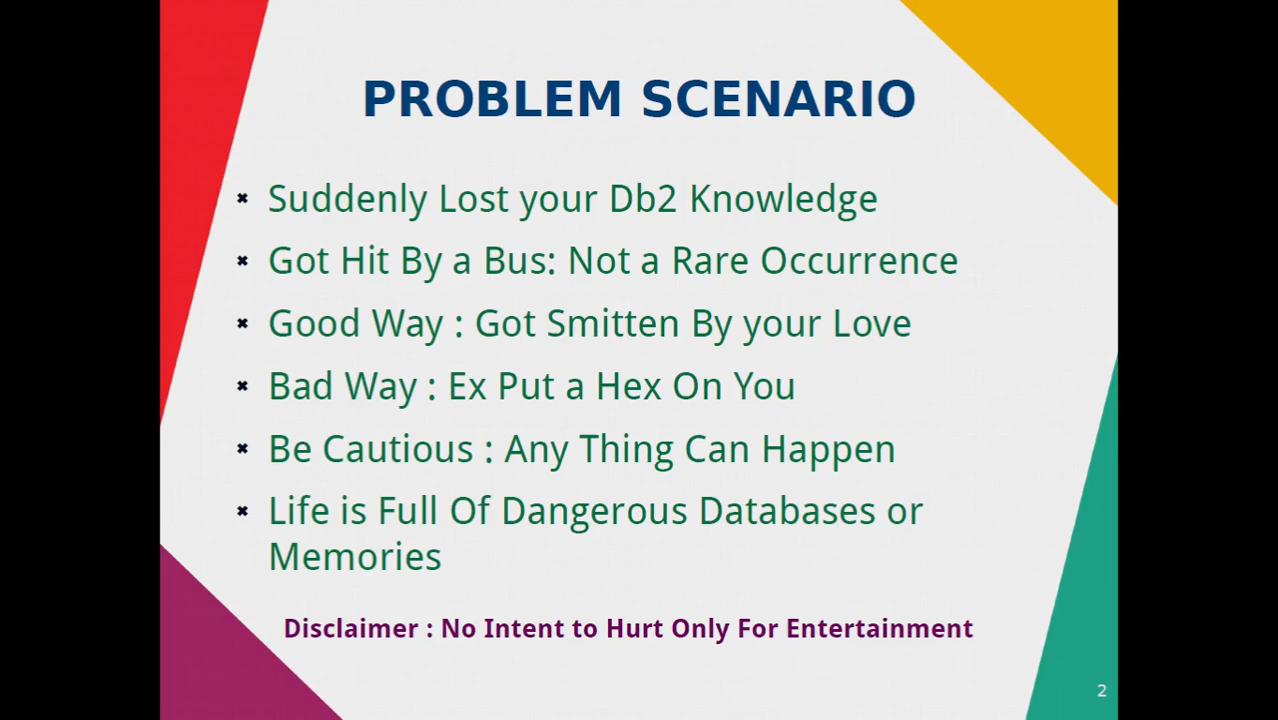 PROBLEM SCENARIO
Suddenly Lost your Db2 Knowledge
Got Hit By a Bus: Not a Rare Occurrence
Good Way : Got Smitten By your Love
Bad Way : Ex Put a Hex On You
Be Cautious : Any Thing Can Happen
Life is Full Of Dangerous Databases or
Memories
Disclaimer : No Intent to Hurt Only For Entertainment
2